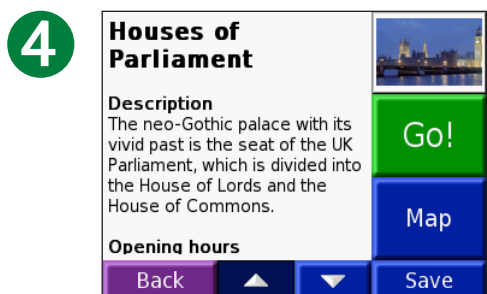 4
Houses of
Parliament
Description
The neo-Gothic palace with its
vivid past is the seat of the UK
Parliament, which is divided into
the House of Lords and the
House of Commons.
Opening hours
Go!
Map
Back
Save